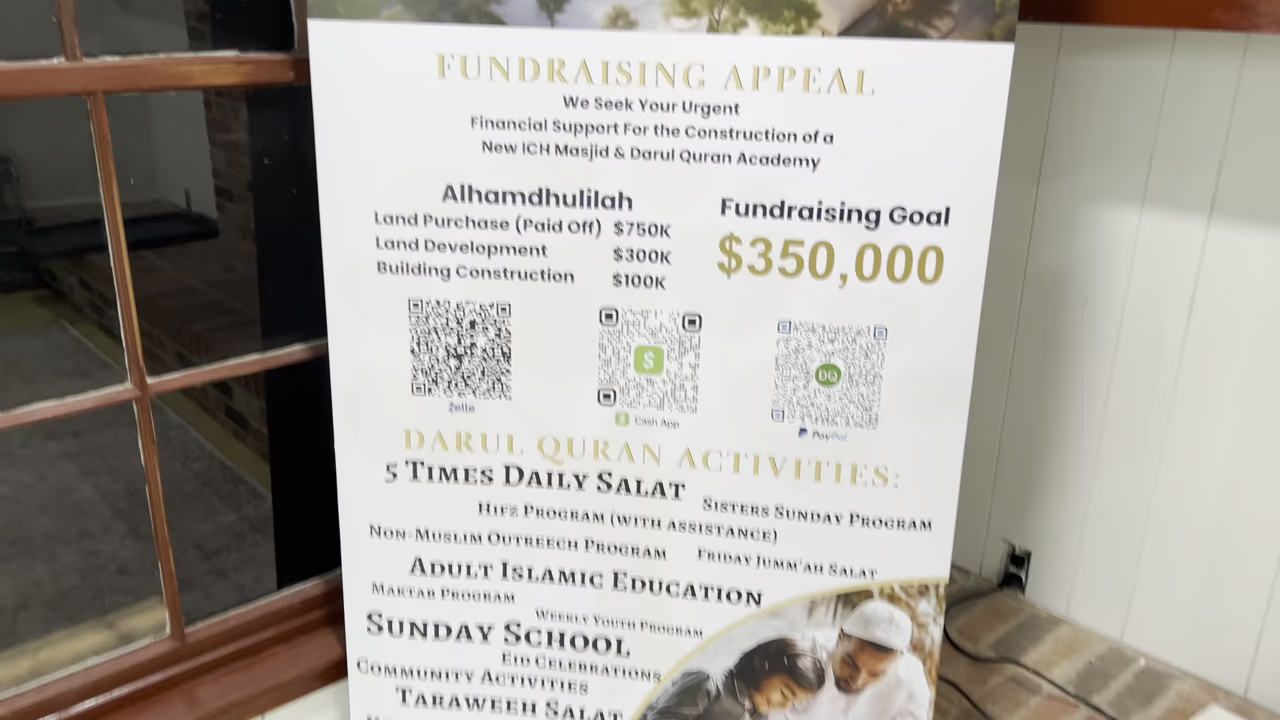 FUNDRAISING APPEAL
We Seek Your Urgent
Financial Support For the Construction of a
New ICH Masjid & Darul Quran Academy
Alhamdhulilah
Land Purchase (Paid Off) $750K
Land Development $300K
Building Construction $100K
Fundraising Goal
$350,000
Zelle
$
Cash App
DQ
PayPal
DARUL QURAN ACTIVITIES:
5 TIMES DAILY SALAT
SISTERS SUNDAY PROGRAM
HIFZ PROGRAM (WITH ASSISTANCE)
NON-MUSLIM OUTREECH PROGRAM
FRIDAY JUMM'AH SALAT
ADULT ISLAMIC EDUCATION
MAKTAB PROGRAM
WEEKLY YOUTH PROGRAM
SUNDAY SCHOOL
EID CELEBRATIONS
COMMUNITY ACTIVITIES
TARAWEEH SALAT